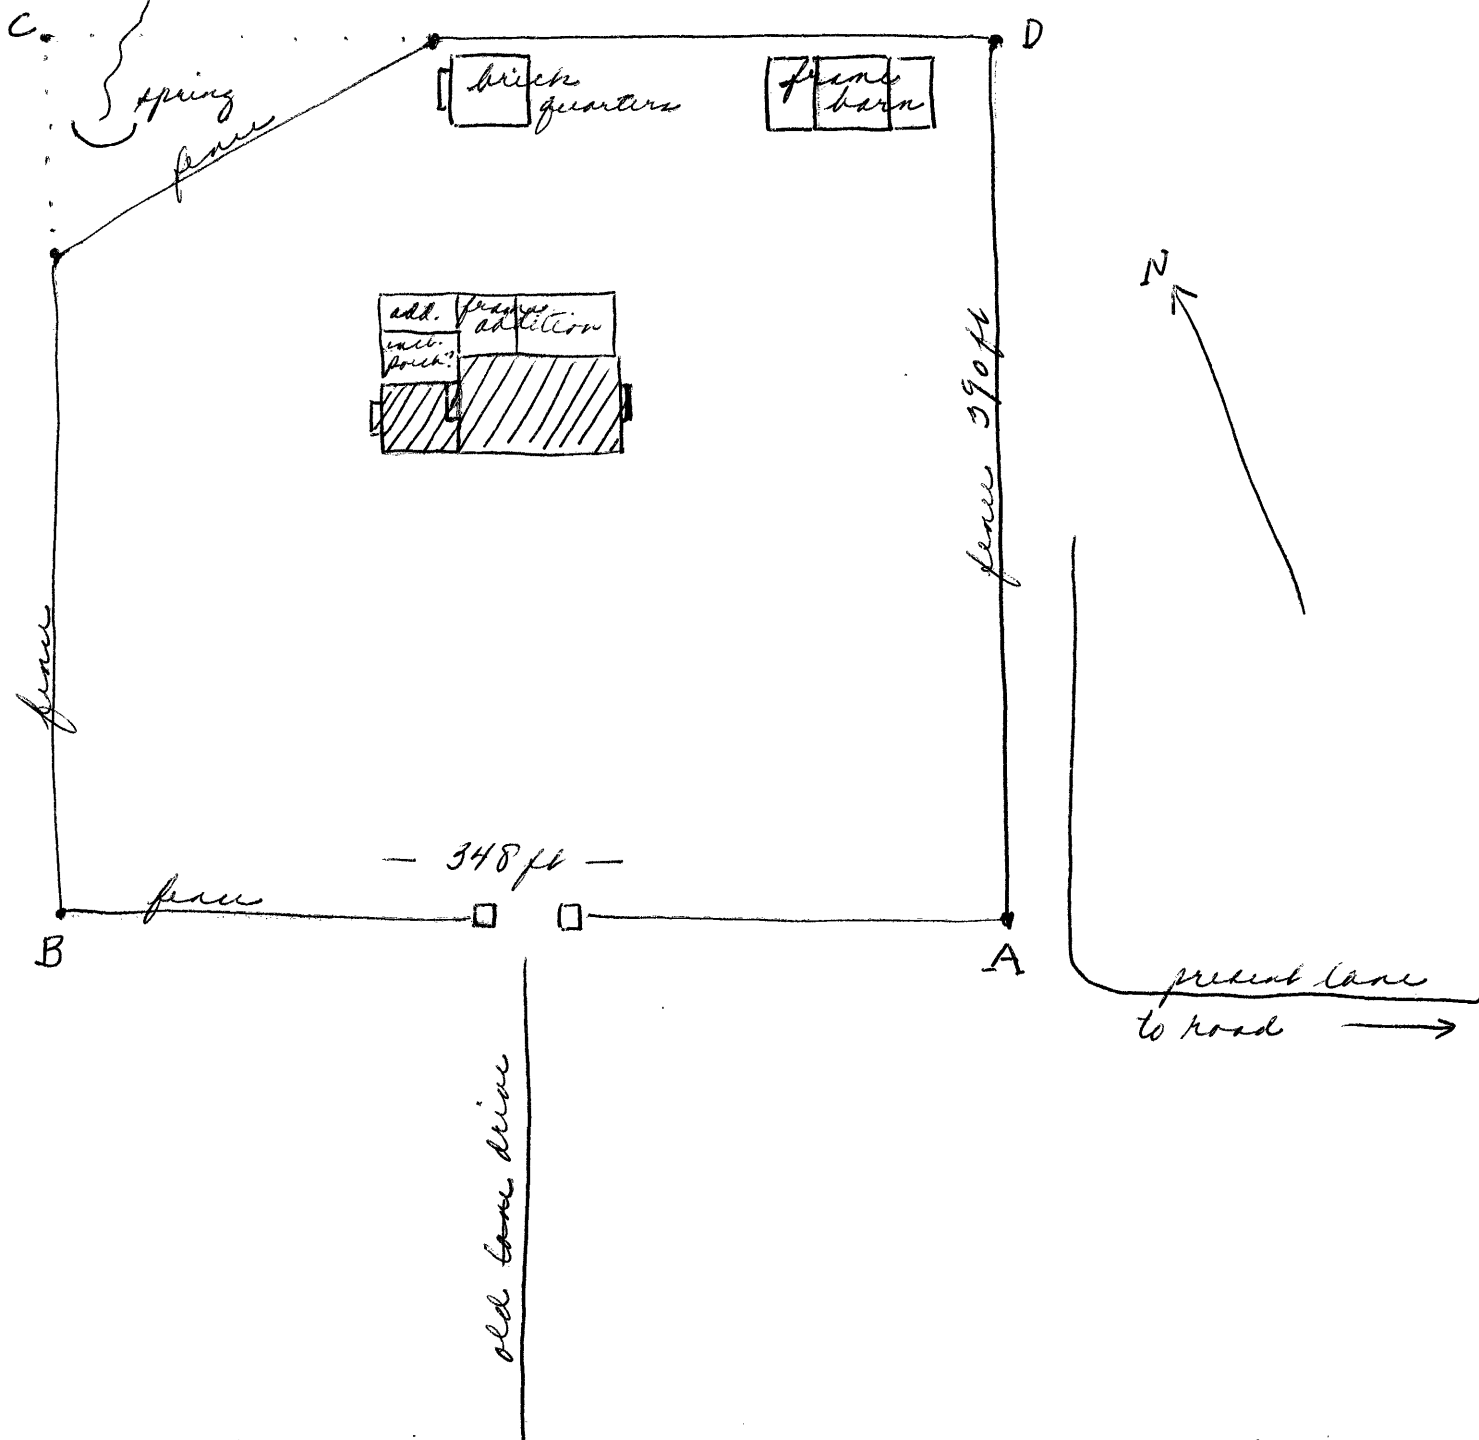 C
D
spring
brick
quarters
frame
barn
fence
N
add.
frame
addition
incl.
porch?
fence 390 ft
fence
— 348 ft —
fence
B
A
present lane
to road
old lane drive